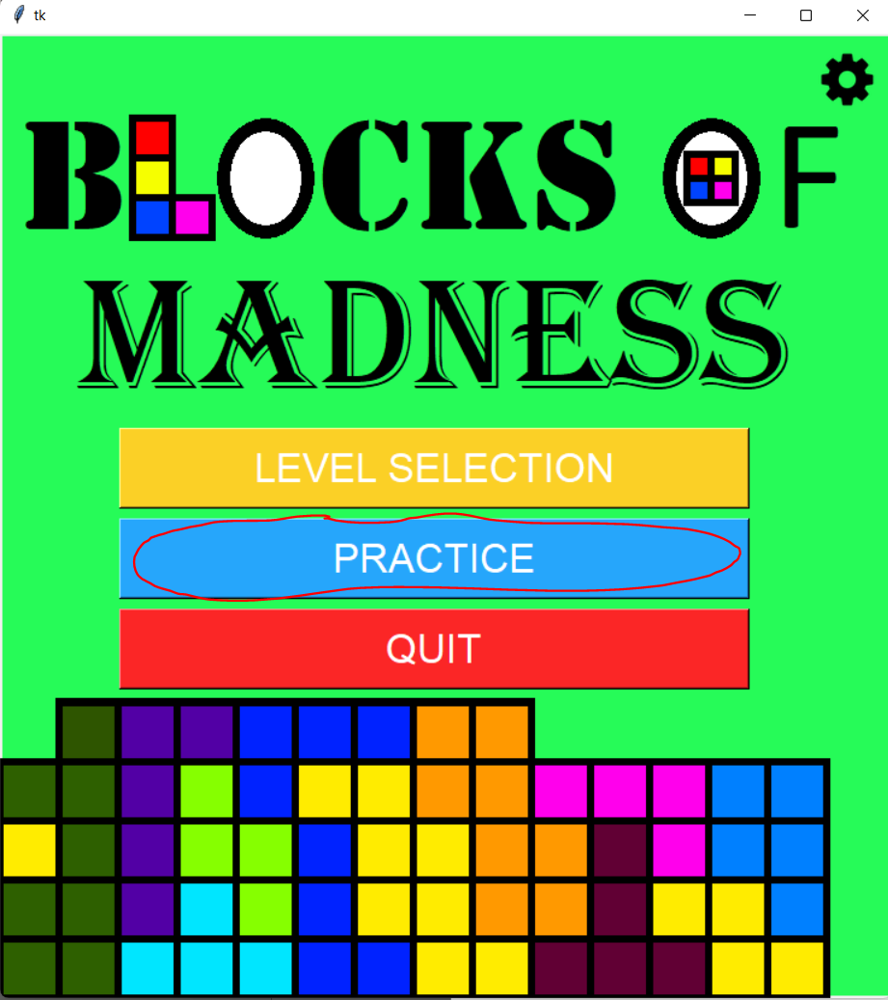 tk
BLOCKS OF
MADNESS
LEVEL SELECTION
PRACTICE
QUIT